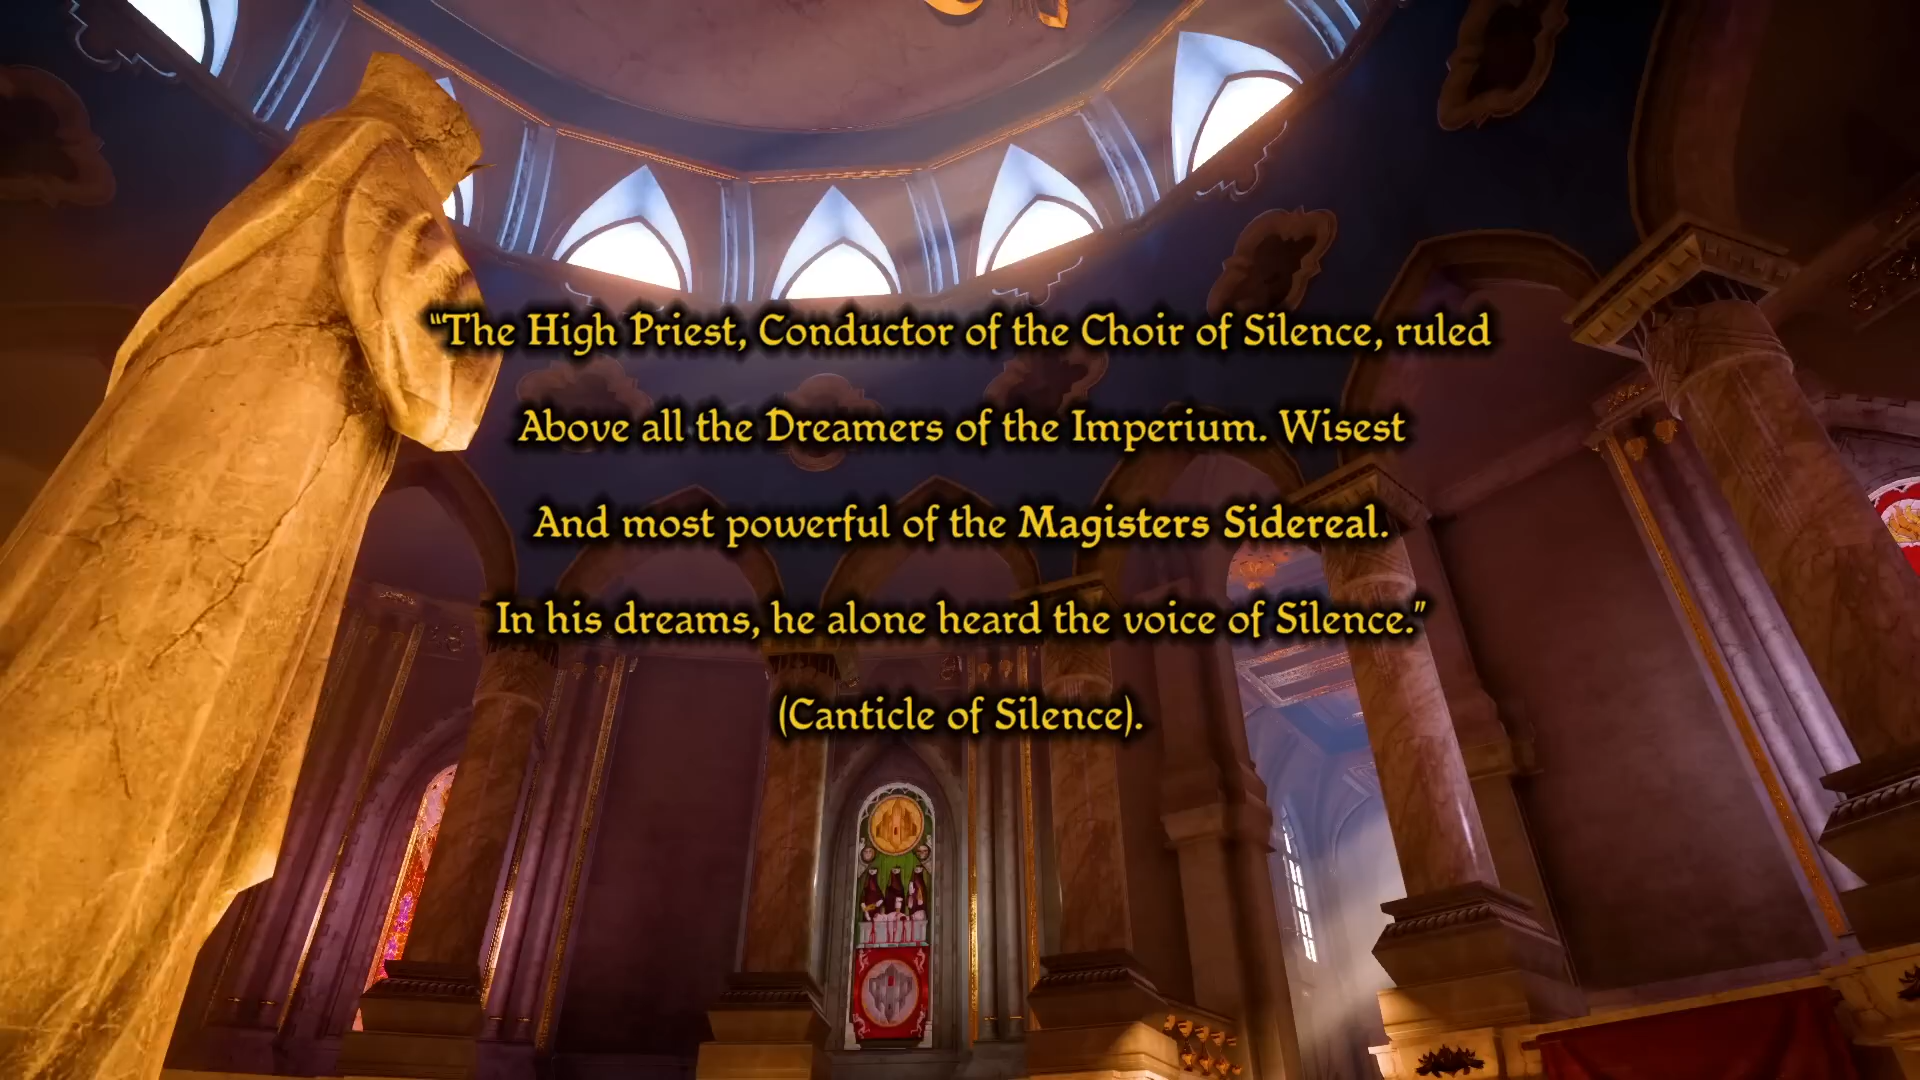 “The High Priest, Conductor of the Choir of Silence, ruled
Above all the Dreamers of the Imperium. Wisest
And most powerful of the Magisters Sidereal.
In his dreams, he alone heard the voice of Silence.”
(Canticle of Silence).